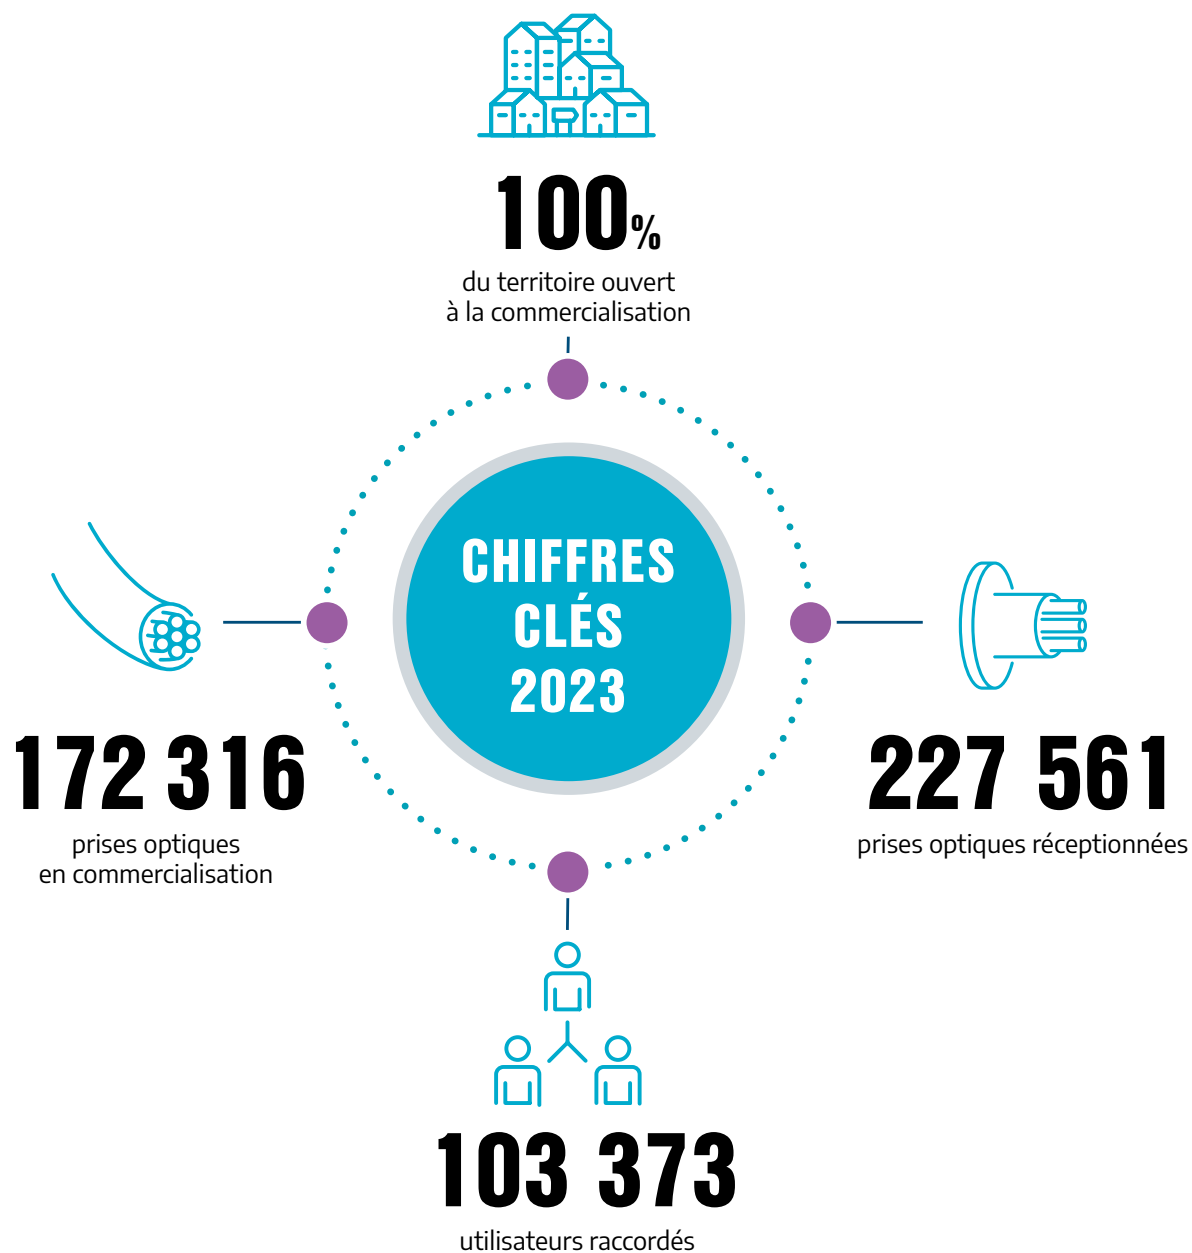 100%
du territoire ouvert
à la commercialisation
CHIFFRES
CLÉS
2023
172 316
prises optiques
en commercialisation
227 561
prises optiques réceptionnées
103 373
utilisateurs raccordés